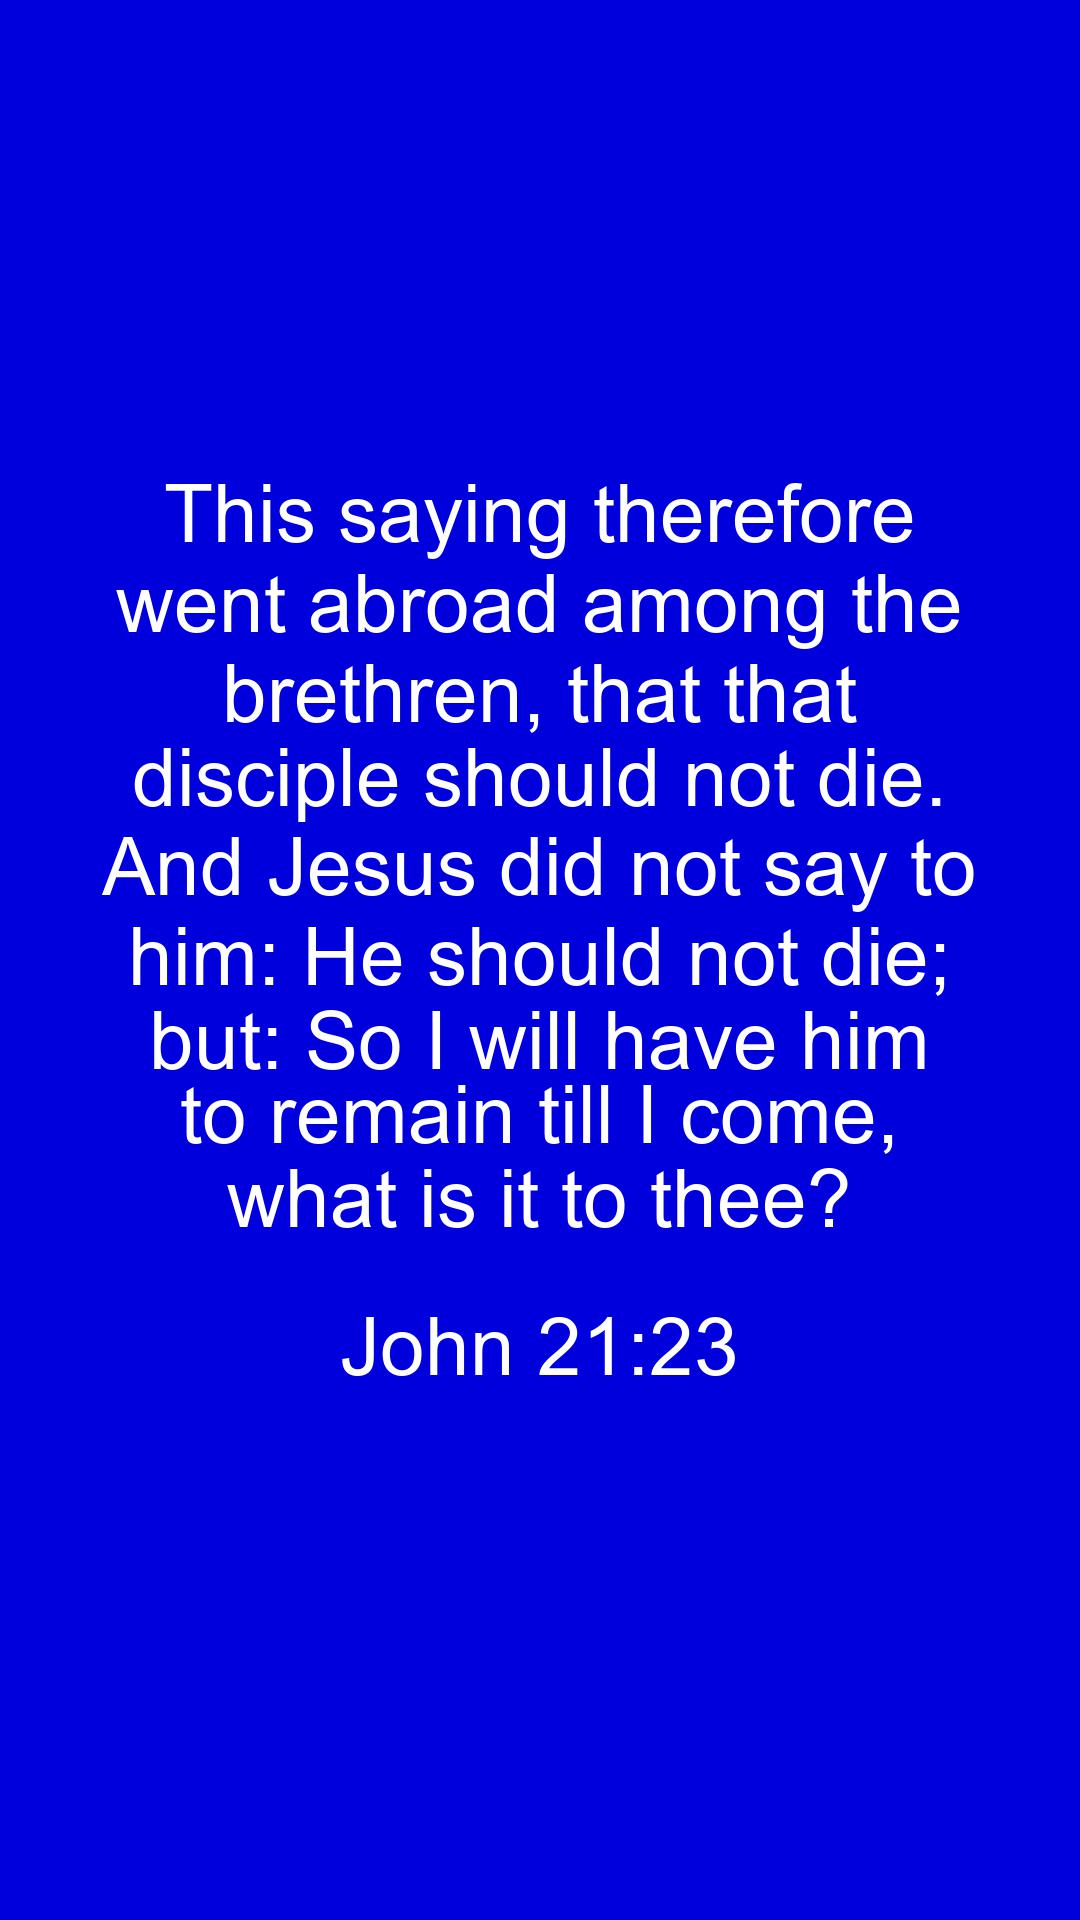 This saying therefore
went abroad among the
brethren, that that
disciple should not die.
And Jesus did not say to
him: He should not die;
but: So I will have him
to remain till I come,
what is it to thee?
John 21:23